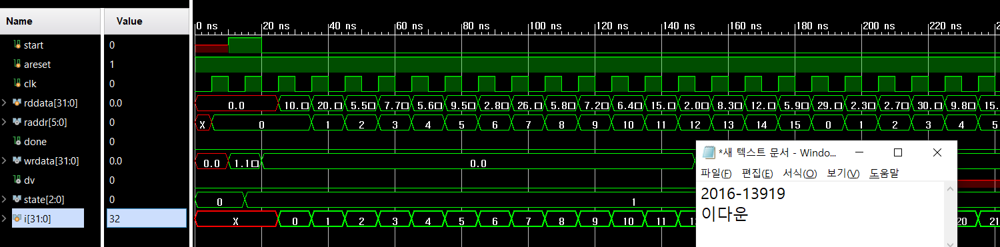 Name Value
0 ns 20 ns 40 ns 60 ns 80 ns 100 ns 120 ns 140 ns 160 ns 180 ns 200 ns 220 ns
start 0
areset 1
clk 0
rddata[31:0] 0.0 0.0 10.□ 20.□ 5.5□ 7.7□ 5.6□ 9.5□ 2.8□ 26.□ 5.8□ 7.2□ 6.4□ 15.□ 2.0□ 8.3□ 12.□ 5.9□ 29.□ 2.3□ 2.7□ 30.□ 9.8□ 15.
raddr[5:0] 0 X 0 1 2 3 4 5 6 7 8 9 10 11 12 13 14 15 0 1 2 3 4 5
done 0
wrdata[31:0] 0.0 0.0 1.1□ 0.0
dv 0
state[2:0] 0 0 1
i[31:0] 32 X 0 1 2 3 4 5 6 7 8 9 10 11 20 21
*새 텍스트 문서 - Windo...
파일(F) 편집(E) 서식(O) 보기(V) 도움말
2016-13919
이다운